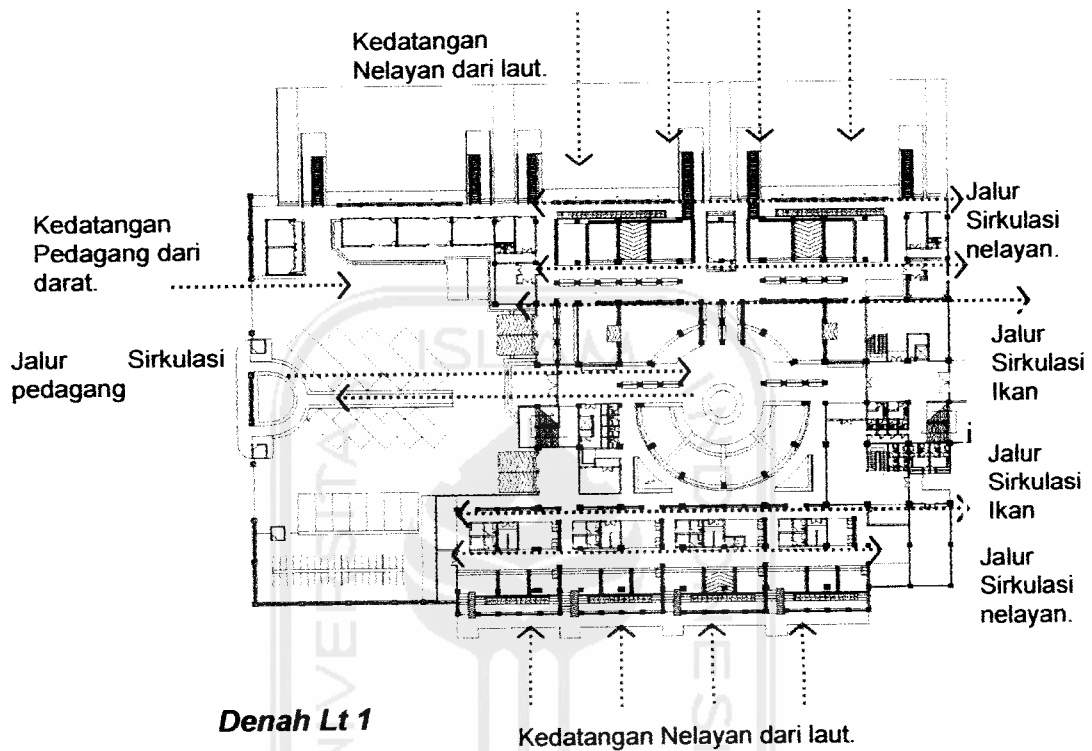 Kedatangan
Nelayan dari laut.
Jalur
Sirkulasi
nelayan.
Kedatangan
Pedagang dari
darat.
Jalur Sirkulasi
pedagang
Jalur
Sirkulasi
Ikan
Jalur
Sirkulasi
Ikan
Jalur
Sirkulasi
nelayan.
Denah Lt 1
Kedatangan Nelayan dari laut.
ISLAM